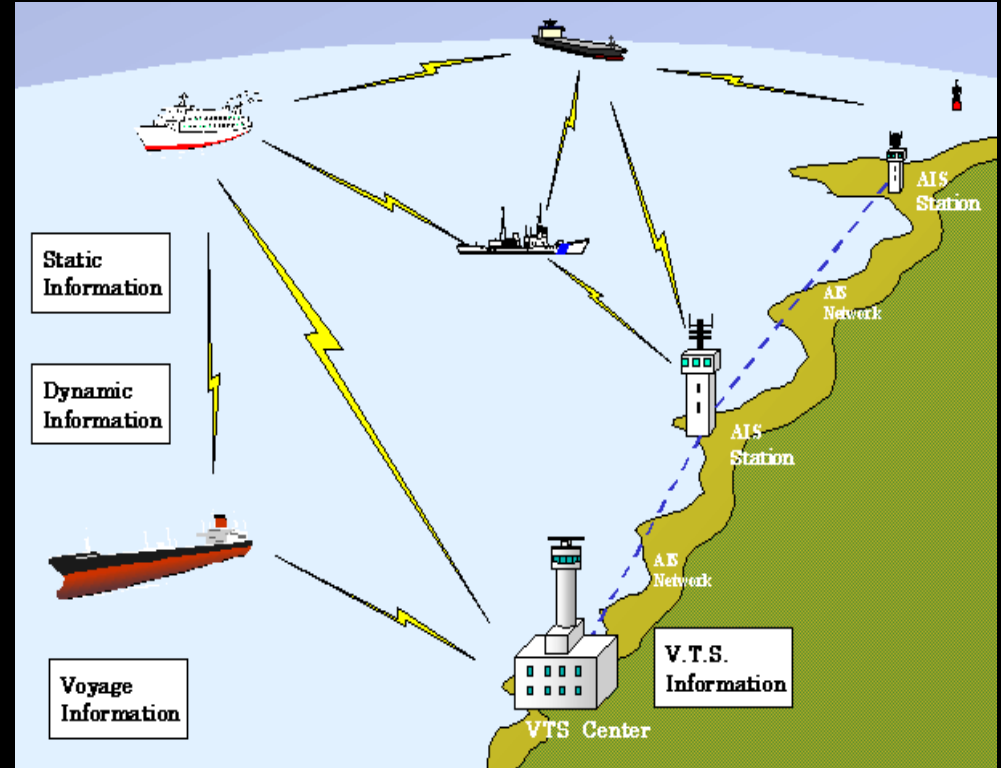 AIS
Station
Static
Information
AIS
Network
Dynamic
Information
AIS
Station
AIS
Network
V.T.S.
Information
Voyage
Information
VTS Center